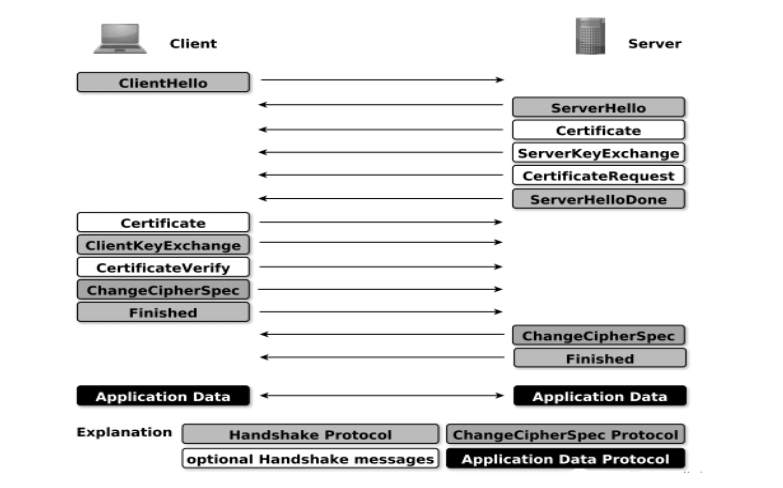 Client
Server
ClientHello
ServerHello
Certificate
ServerKeyExchange
CertificateRequest
ServerHelloDone
Certificate
ClientKeyExchange
CertificateVerify
ChangeCipherSpec
Finished
ChangeCipherSpec
Finished
Application Data
Application Data
Explanation
Handshake Protocol
ChangeCipherSpec Protocol
optional Handshake messages
Application Data Protocol